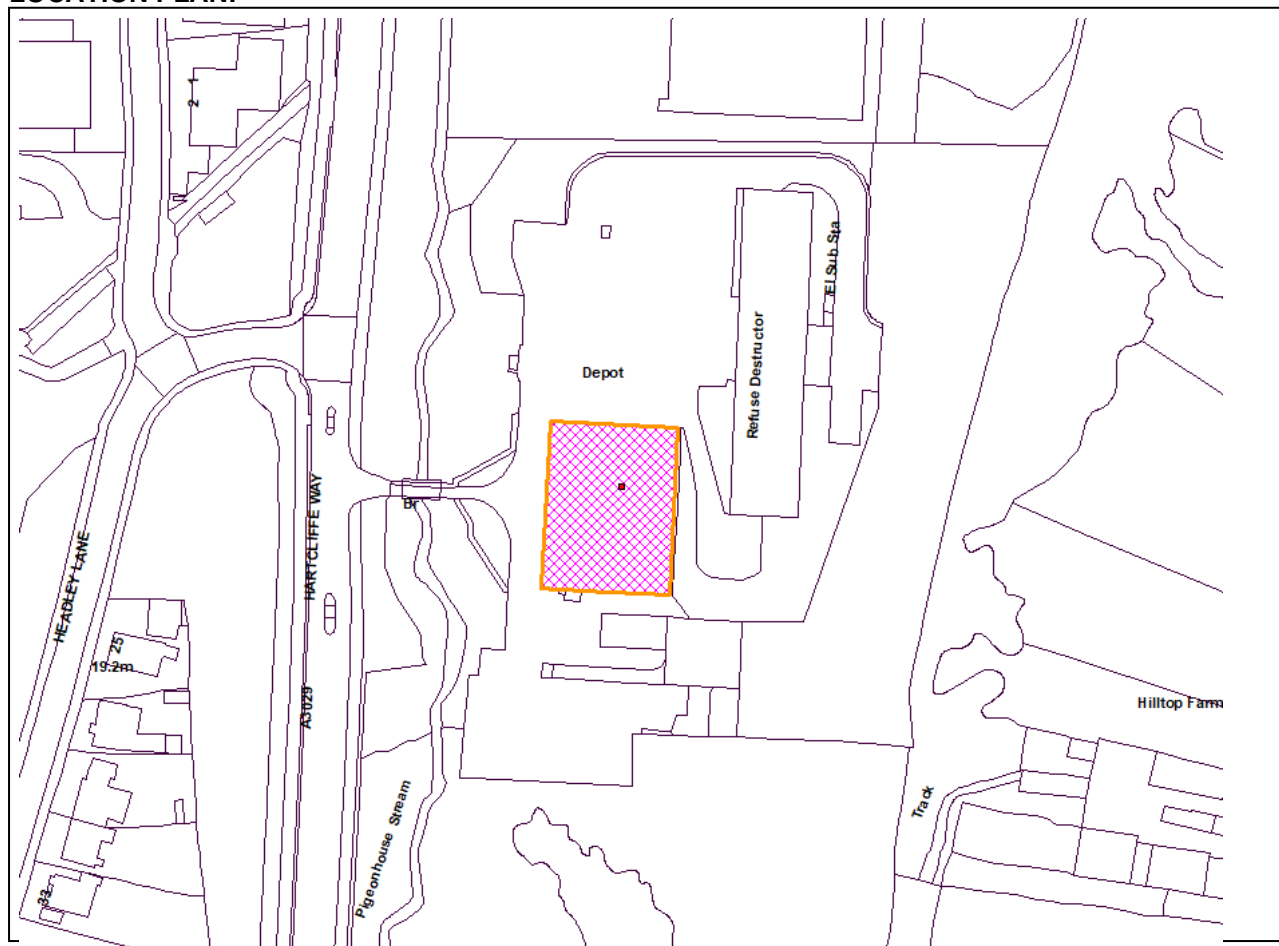 LOCATION PLAN:
1
2
El Sub Sta
Refuse Destructor
Depot
Br
HARTCLIFFE WAY
HEADLEY LANE
25
19.2m
A3029
Hilltop Farm
Track
Pigeonhouse Stream
33